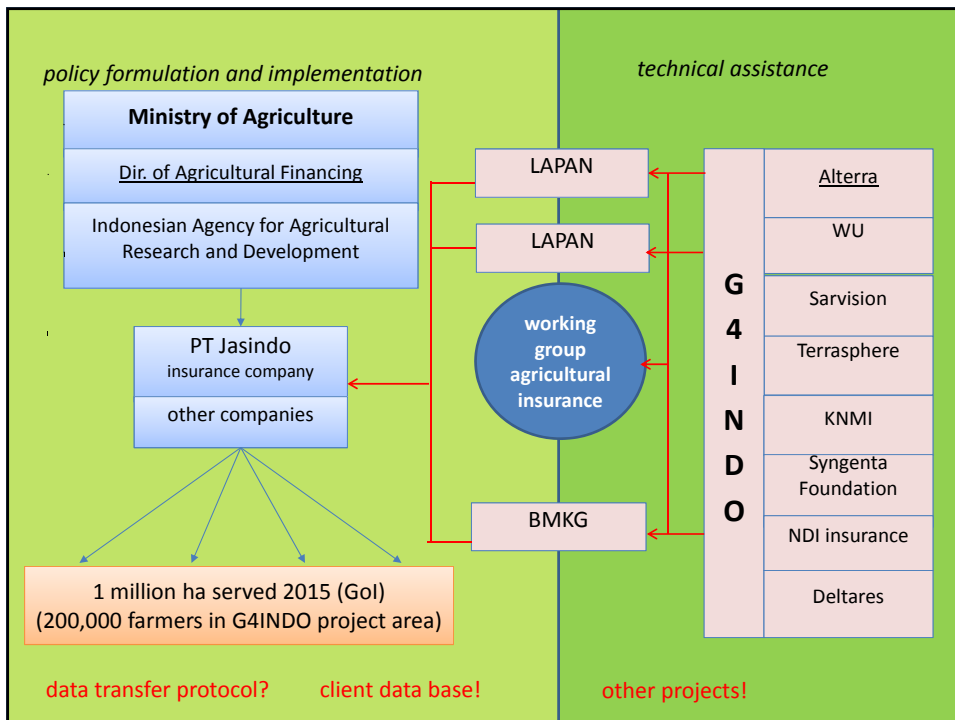 policy formulation and implementation
technical assistance
Ministry of Agriculture
Dir. of Agricultural Financing
Indonesian Agency for Agricultural
Research and Development
PT Jasindo
insurance company
other companies
1 million ha served 2015 (GoI)
(200,000 farmers in G4INDO project area)
LAPAN
LAPAN
working
group
agricultural
insurance
BMKG
G
4
I
N
D
O
Alterra
WU
Sarvision
Terrasphere
KNMI
Syngenta
Foundation
NDI insurance
Deltares
data transfer protocol?
client data base!
other projects!